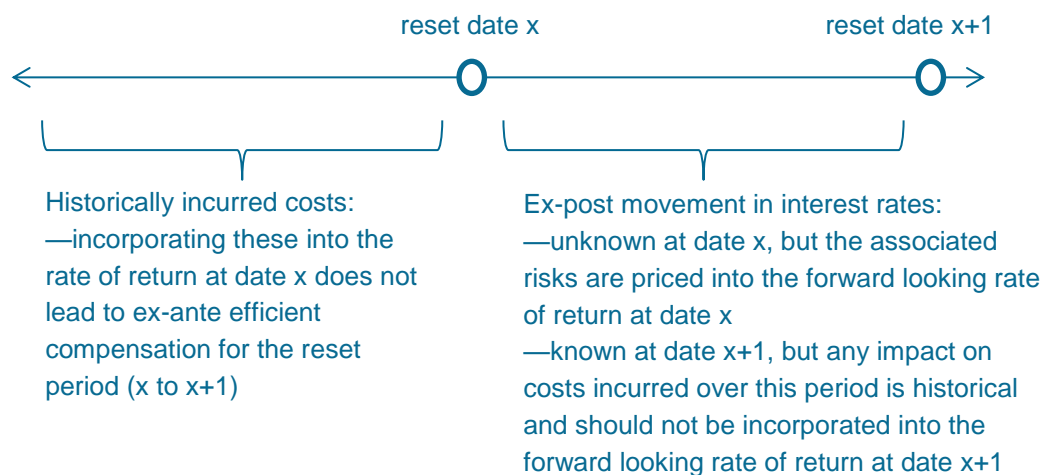 reset date x
reset date x+1
Historically incurred costs:
—incorporating these into the
rate of return at date x does not
lead to ex-ante efficient
compensation for the reset
period (x to x+1)
Ex-post movement in interest rates:
—unknown at date x, but the associated
risks are priced into the forward looking rate
of return at date x
—known at date x+1, but any impact on
costs incurred over this period is historical
and should not be incorporated into the
forward looking rate of return at date x+1